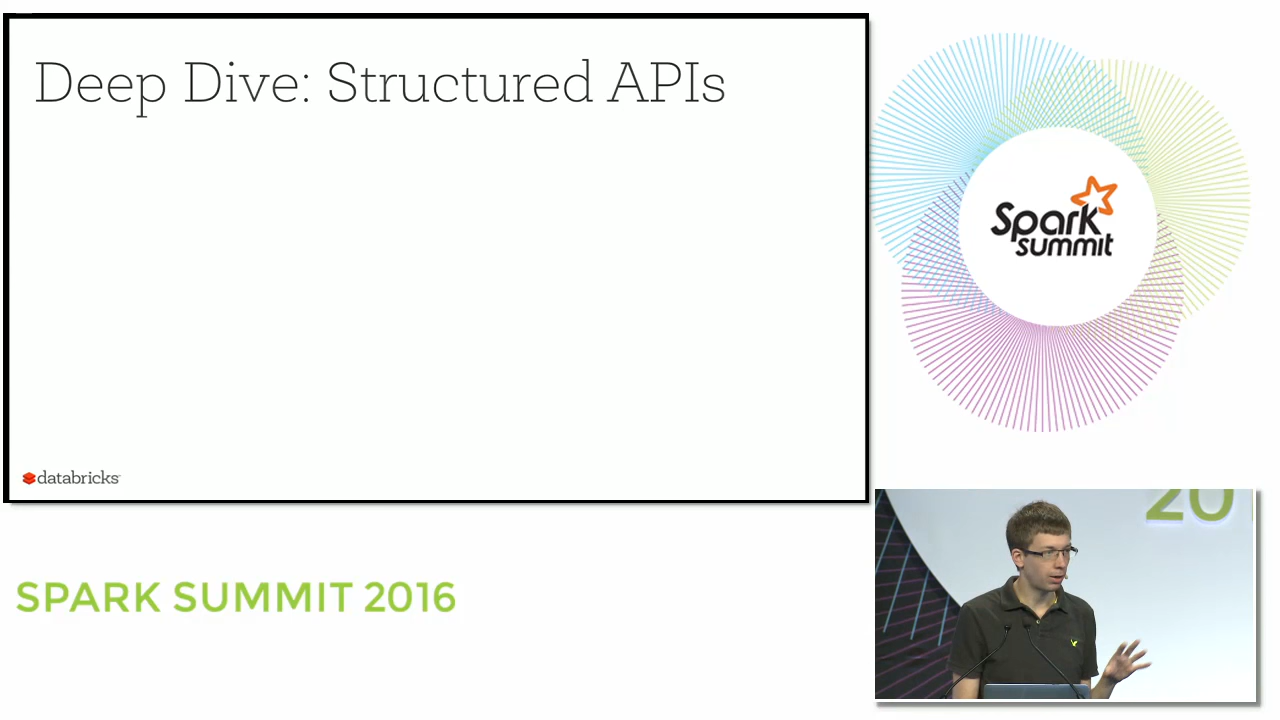 Deep Dive: Structured APIs
databricks
Spark
summit
SPARK SUMMIT 2016
20